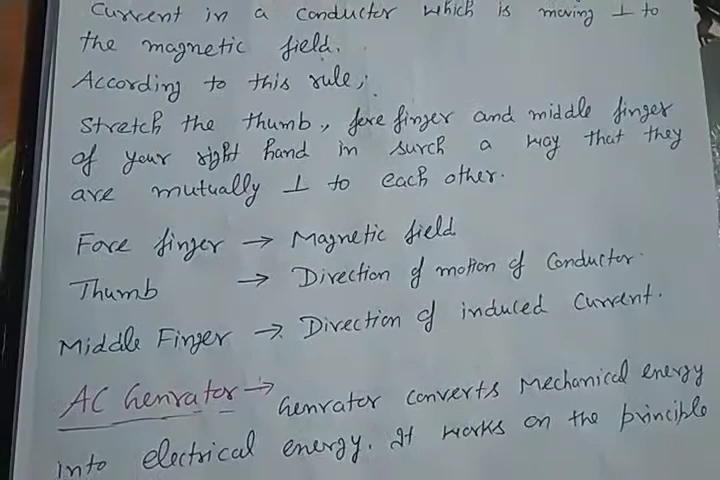 Current in a conductor which is moving ⊥ to
the magnetic field.
According to this rule,
Stretch the thumb, fore finger and middle finger
of your right hand in surch a way that they
are mutually ⊥ to each other.
Fore finger → Magnetic field
Thumb → Direction of motion of Conductor.
Middle Finger → Direction of induced Current.
AC Genrator → Genrator converts Mechanical energy
into electrical energy. It works on the principle